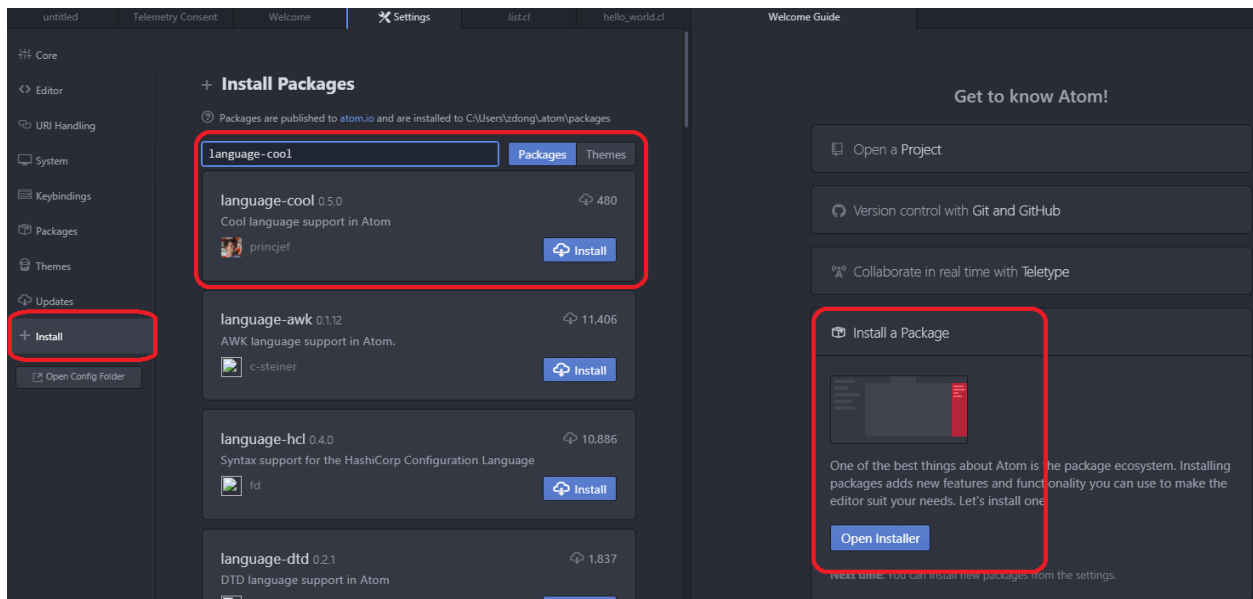 untitled
Telemetry Consent
Welcome
Settings
list.cl
hello_world.cl
Welcome Guide
Core
Editor
URI Handling
System
Keybindings
Packages
Themes
Updates
+ Install
Open Config Folder
+ Install Packages
Packages are published to atom.io and are installed to C:\Users\zdong\.atom\packages
language-cool
Packages
Themes
language-cool 0.5.0
480
Cool language support in Atom
princjef
Install
language-awk 0.1.12
11,406
AWK language support in Atom.
c-steiner
Install
language-hcl 0.4.0
10,886
Syntax support for the HashiCorp Configuration Language
fd
Install
language-dtd 0.2.1
1,837
DTD language support in Atom
Get to know Atom!
Open a Project
Version control with Git and GitHub
Collaborate in real time with Teletype
Install a Package
One of the best things about Atom is the package ecosystem. Installing
packages adds new features and functionality you can use to make the
editor suit your needs. Let's install one
Open Installer
Next time: You can install new packages from the settings.